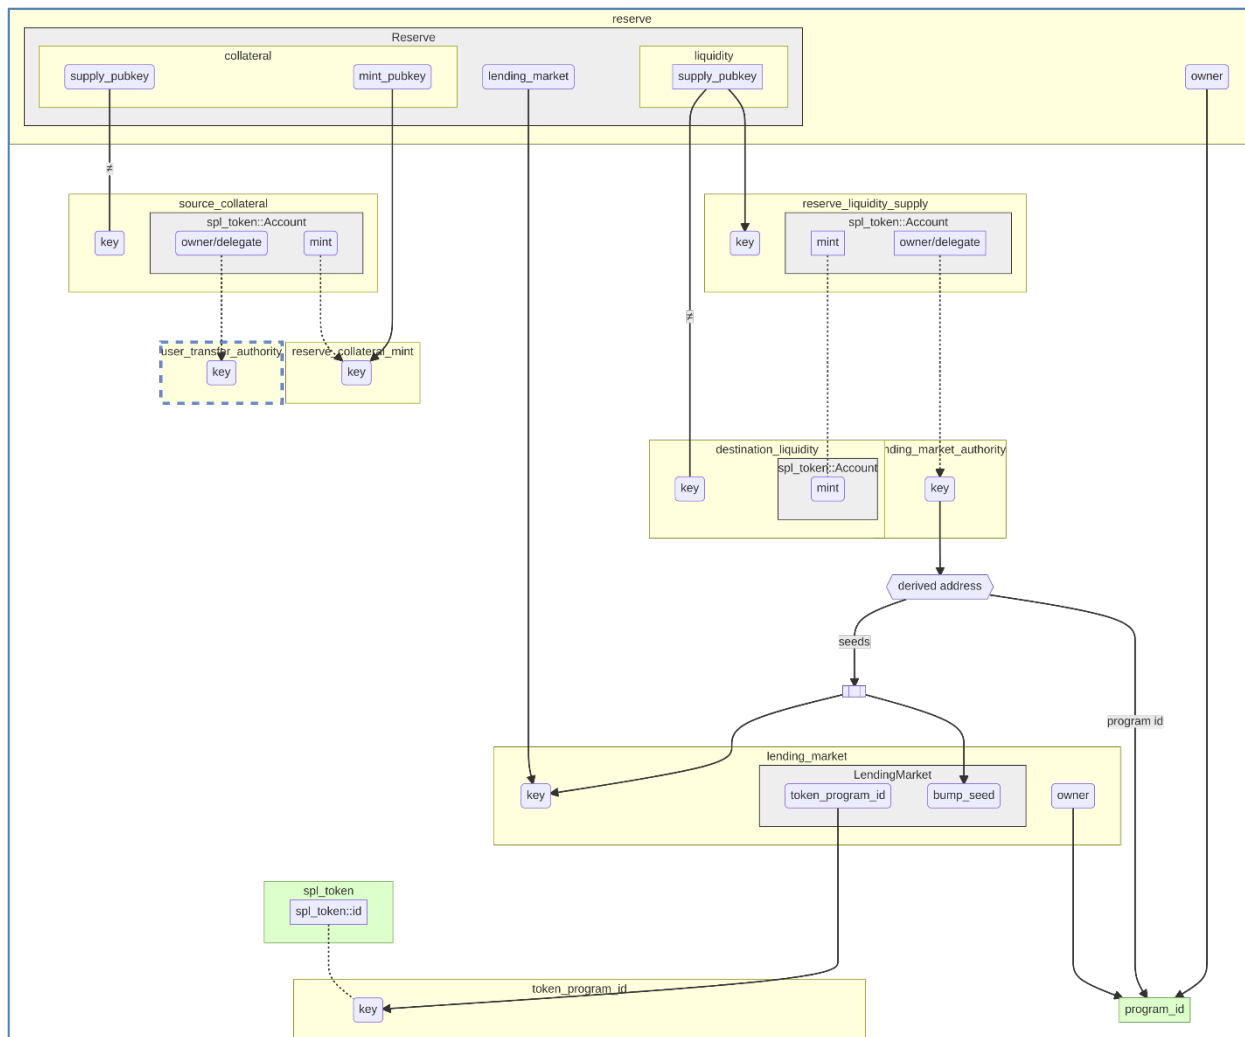 reserve
Reserve
collateral
liquidity
supply_pubkey
mint_pubkey
lending_market
supply_pubkey
owner
≠
source_collateral
reserve_liquidity_supply
spl_token::Account
spl_token::Account
key
owner/delegate
mint
key
mint
owner/delegate
≠
user_transfer_authority
reserve_collateral_mint
key
key
destination_liquidity
nding_market_authority
spl_token::Account
key
mint
key
derived address
seeds
program id
lending_market
LendingMarket
key
token_program_id
bump_seed
owner
spl_token
spl_token::id
token_program_id
key
program_id